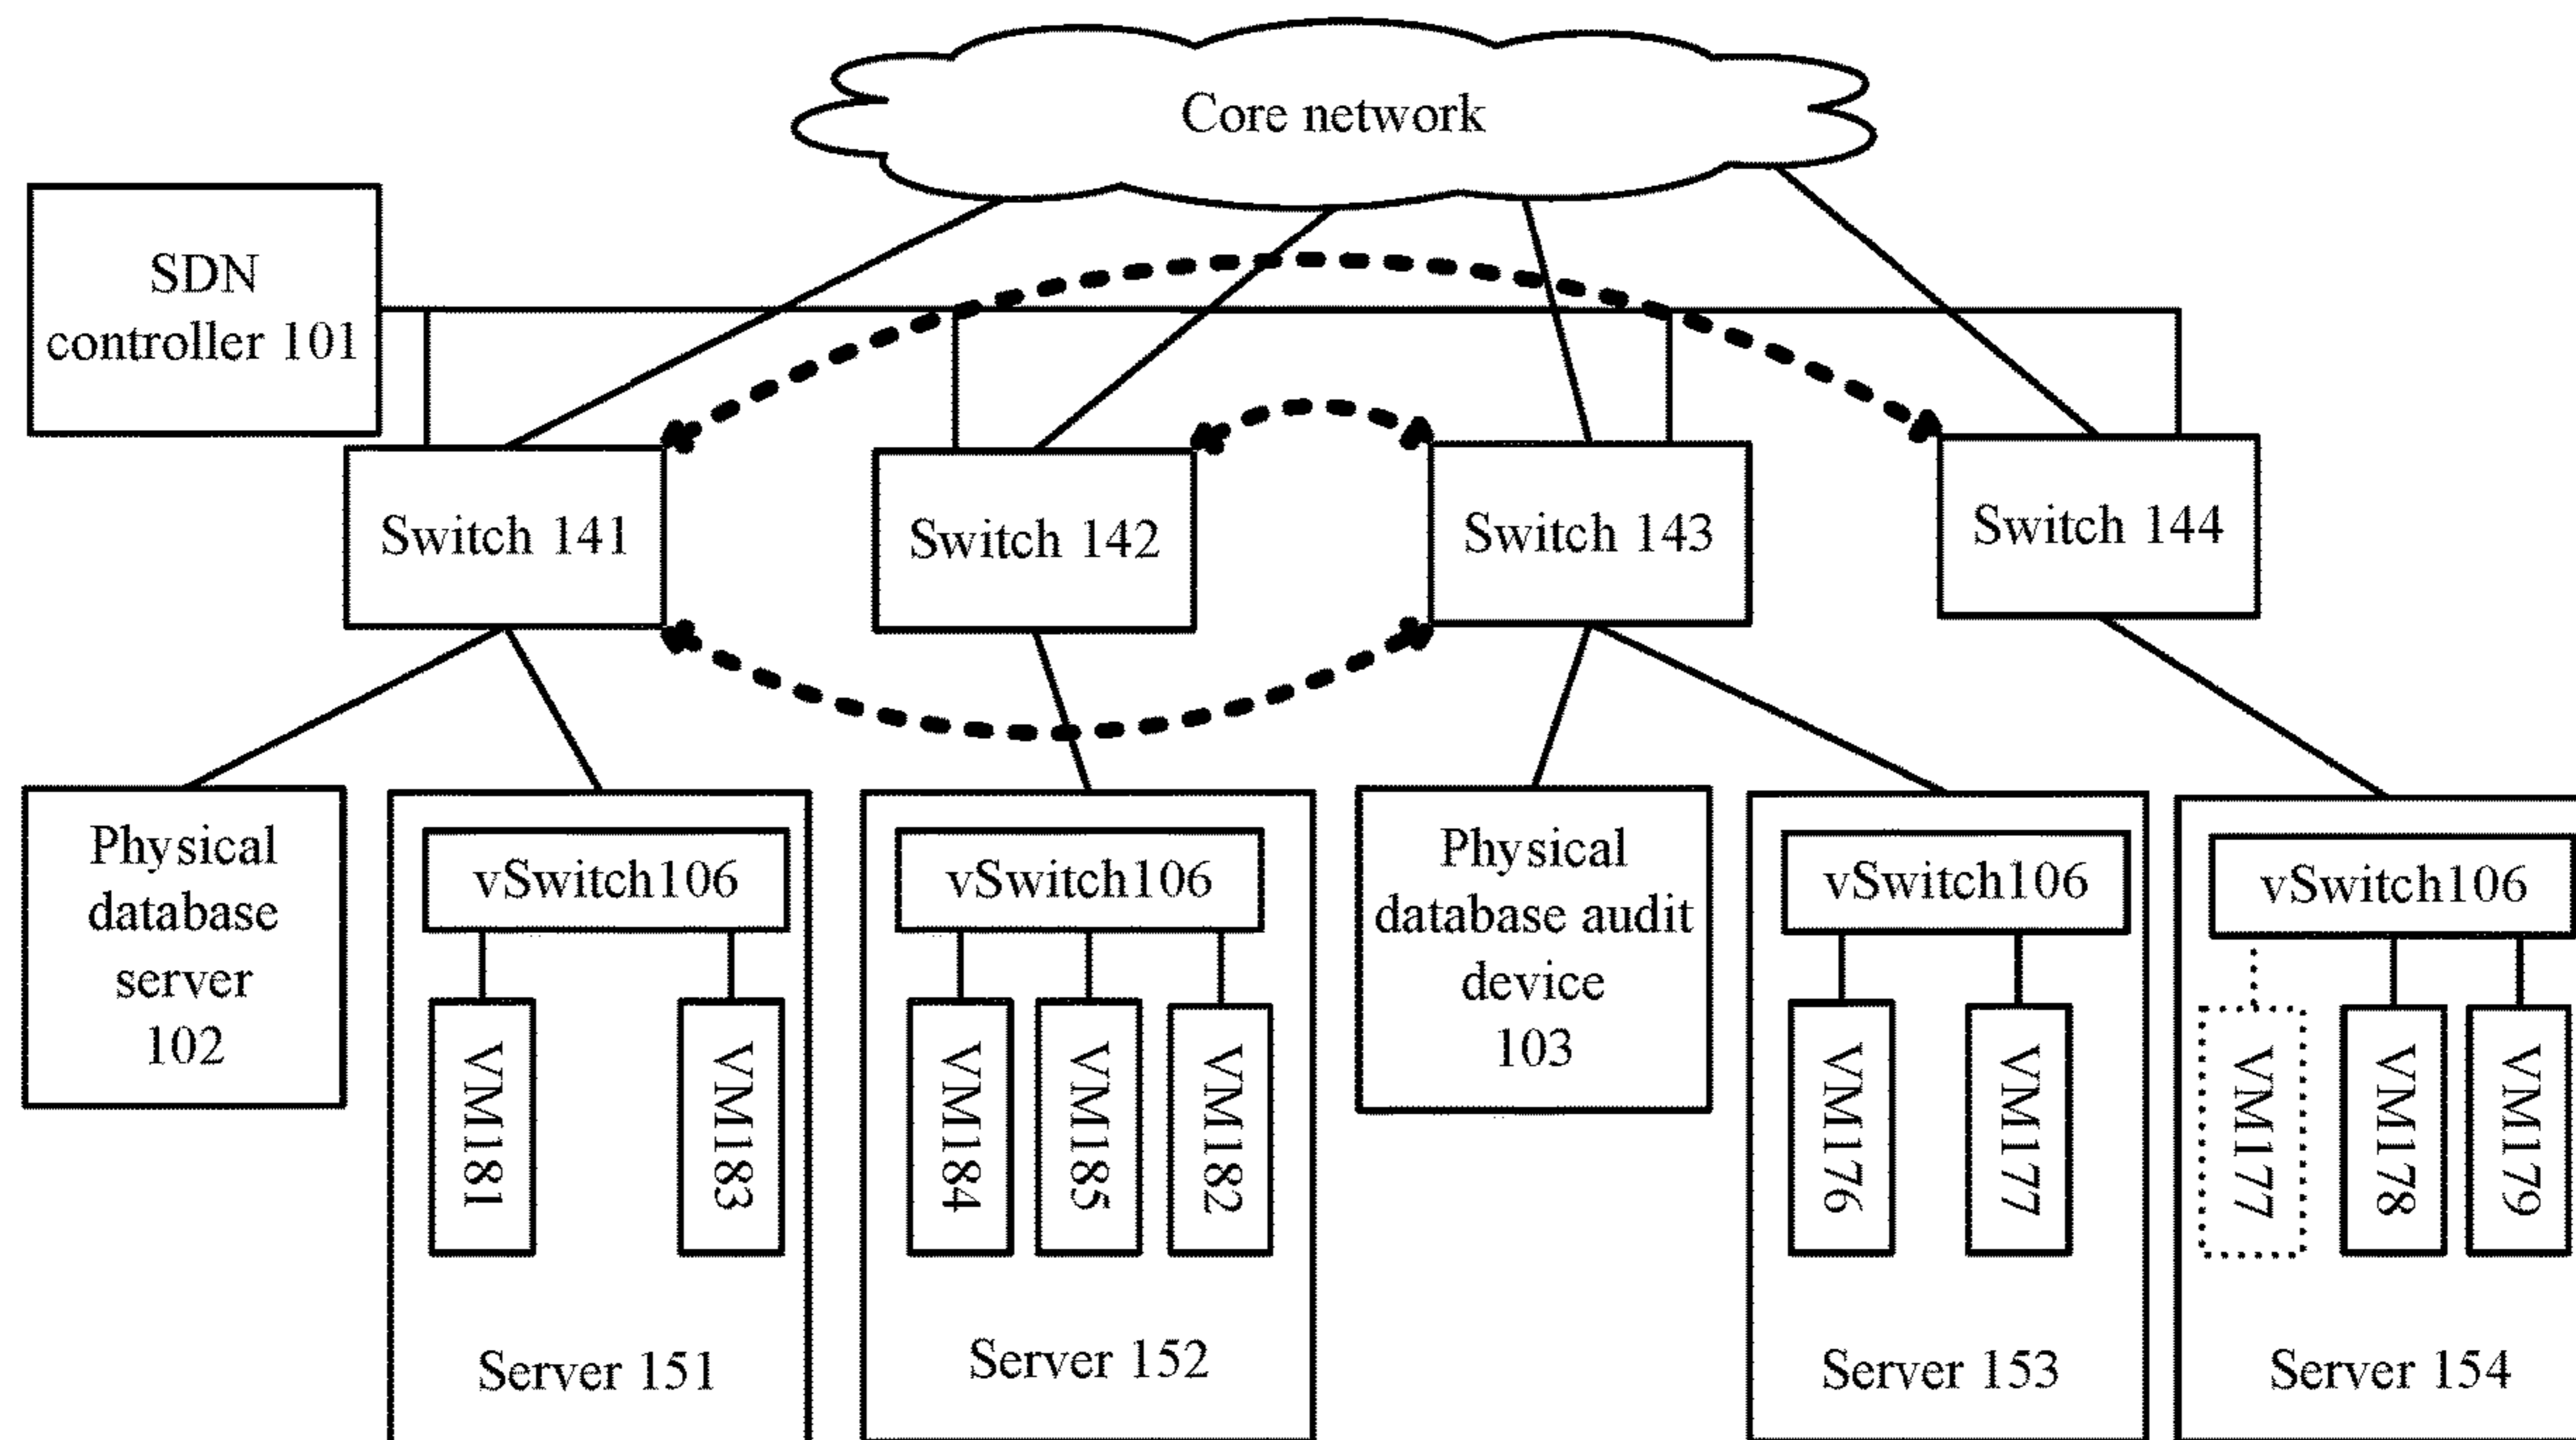 Core network
SDN
controller 101
Switch 141
Switch 142
Switch 143
Switch 144
Physical
database
server
102
vSwitch106
VM181
VM183
Server 151
vSwitch106
VM184
VM185
VM182
Server 152
Physical
database audit
device
103
vSwitch106
VM176
VM177
Server 153
vSwitch106
VM177
VM178
VM179
Server 154